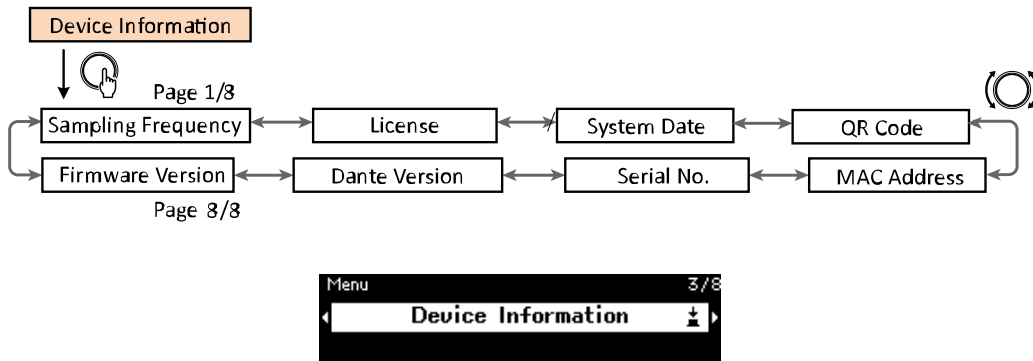 Device Information
Page 1/8
Sampling Frequency
License
System Date
QR Code
Firmware Version
Dante Version
Serial No.
MAC Address
Page 8/8
Menu
3/8
Device Information